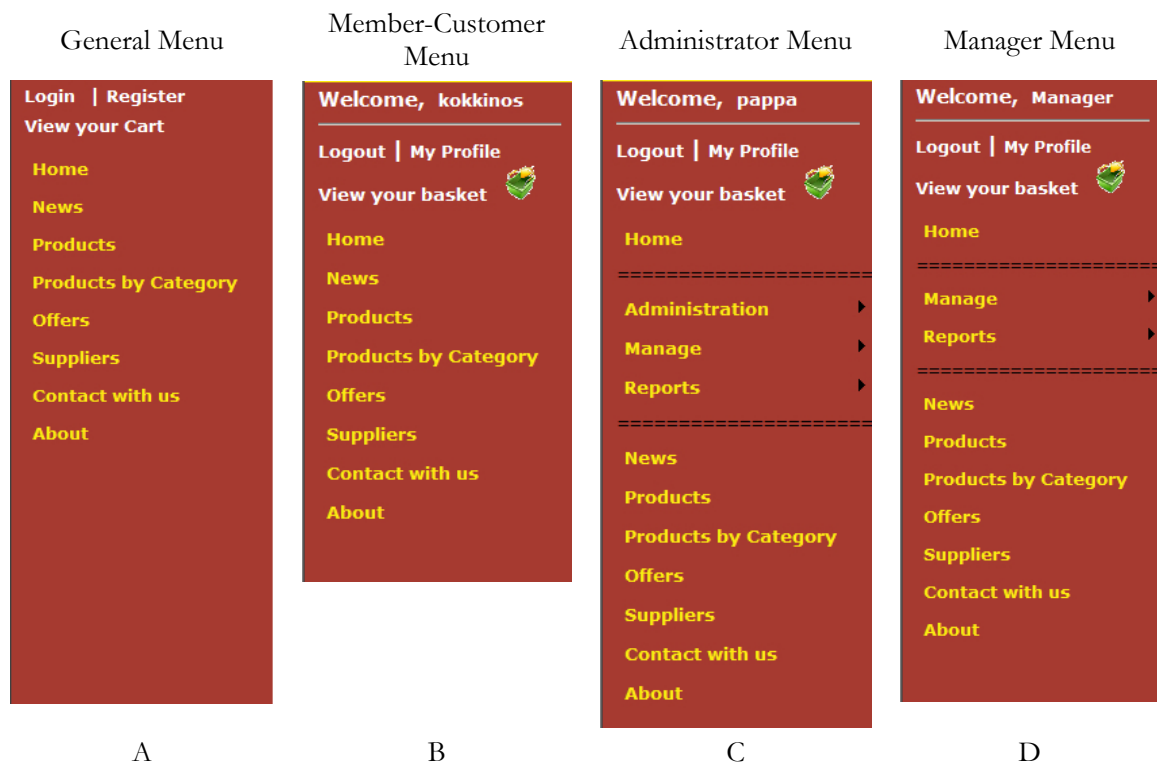 General Menu
Login | Register
View your Cart
Home
News
Products
Products by Category
Offers
Suppliers
Contact with us
About
A
Member-Customer
Menu
Welcome, kokkinos
Logout | My Profile
View your basket
Home
News
Products
Products by Category
Offers
Suppliers
Contact with us
About
B
Administrator Menu
Welcome, pappa
Logout | My Profile
View your basket
Home
======================
Administration
Manage
Reports
======================
News
Products
Products by Category
Offers
Suppliers
Contact with us
About
C
Manager Menu
Welcome, Manager
Logout | My Profile
View your basket
Home
======================
Manage
Reports
======================
News
Products
Products by Category
Offers
Suppliers
Contact with us
About
D